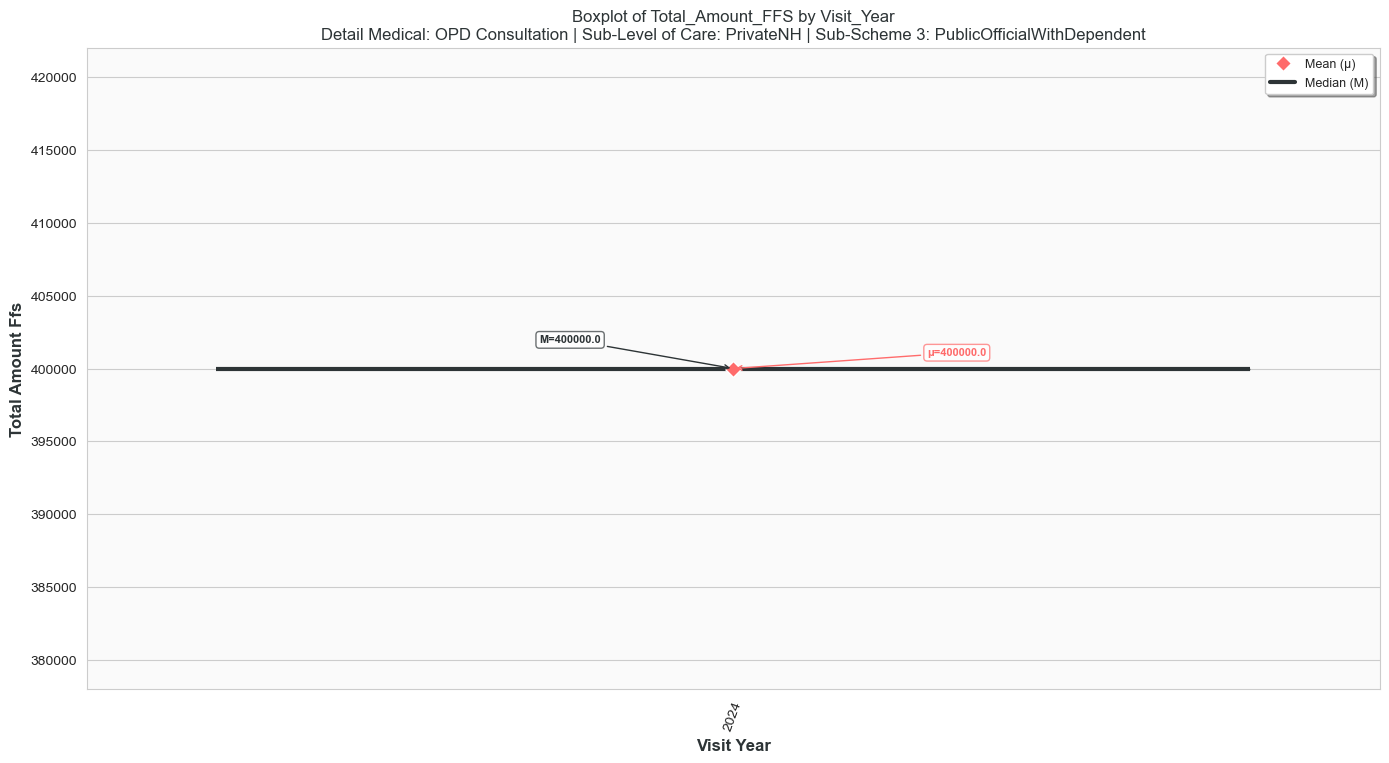 Boxplot of Total_Amount_FFS by Visit_Year
Detail Medical: OPD Consultation | Sub-Level of Care: PrivateNH | Sub-Scheme 3: PublicOfficialWithDependent
Mean (μ)
Median (M)
420000
415000
410000
405000
400000
395000
390000
385000
380000
Total Amount Ffs
M=400000.0
μ=400000.0
2024
Visit Year